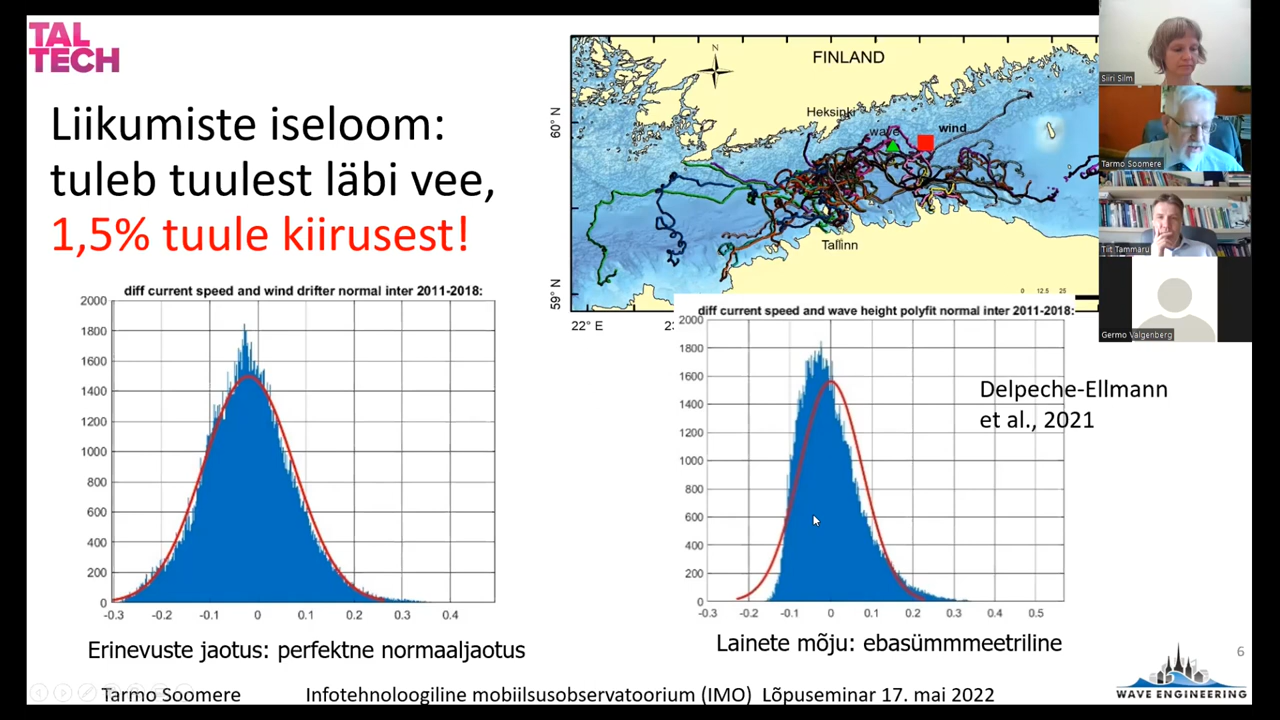 TAL
TECH
Liikumiste iseloom:
tuleb tuulest läbi vee,
1,5% tuule kiirusest!
N
FINLAND
Heksinki
wave
wind
Tallinn
60° N
59° N
22° E
0 12.5 25
Siiri Silm
Tarmo Soomere
Tiit Tammaru
Germo Valgenberg
diff current speed and wind drifter normal inter 2011-2018:
2000
1800
1600
1400
1200
1000
800
600
400
200
0
-0.3 -0.2 -0.1 0 0.1 0.2 0.3 0.4
Erinevuste jaotus: perfektne normaaljaotus
diff current speed and wave height polyfit normal inter 2011-2018:
2000
1800
1600
1400
1200
1000
800
600
400
200
0
-0.3 -0.2 -0.1 0 0.1 0.2 0.3 0.4 0.5
Delpeche-Ellmann
et al., 2021
Lainete mõju: ebasümmmeetriline
6
Tarmo Soomere Infotehnoloogiline mobiilsusobservatoorium (IMO) Lõpuseminar 17. mai 2022
WAVE ENGINEERING